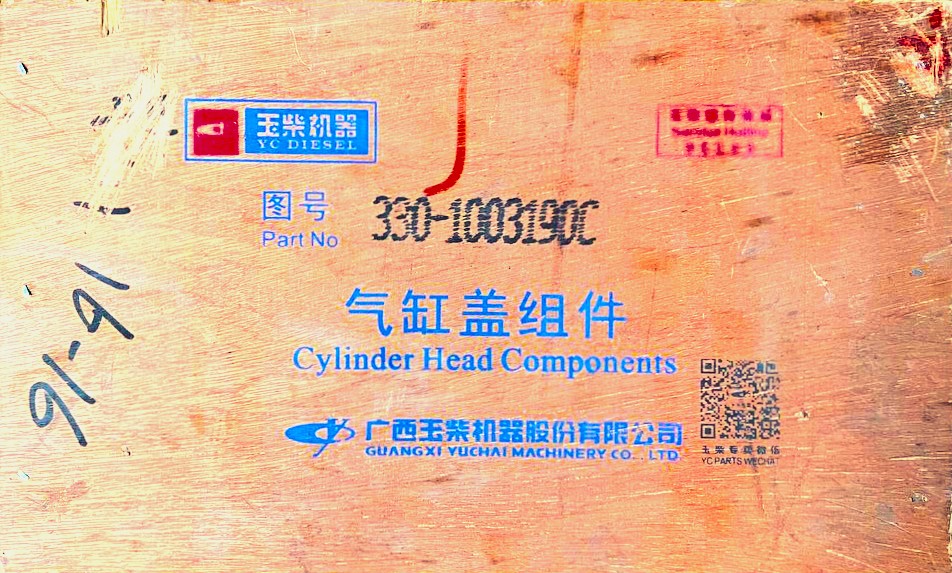 玉柴机器
YC DIESEL
图号
Part No
330-1003190C
气缸盖组件
Cylinder Head Components
广西玉柴机器股份有限公司
GUANGXI YUCHAI MACHINERY CO., LTD
YC PARTS WECHAT
91-91